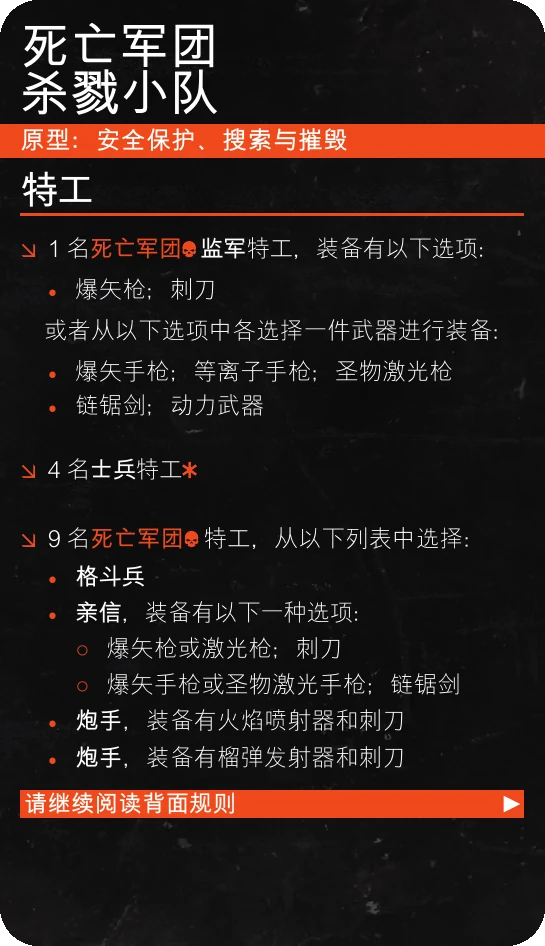 死亡军团
杀戮小队
原型：安全保护、搜索与摧毁
特工
1 名死亡军团监军特工，装备有以下选项：
爆矢枪；刺刀
或者从以下选项中各选择一件武器进行装备：
爆矢手枪；等离子手枪；圣物激光枪
链锯剑；动力武器
4 名士兵特工*
9 名死亡军团特工，从以下列表中选择：
格斗兵
亲信，装备有以下一种选项：
爆矢枪或激光枪；刺刀
爆矢手枪或圣物激光手枪；链锯剑
炮手，装备有火焰喷射器和刺刀
炮手，装备有榴弹发射器和刺刀
请继续阅读背面规则